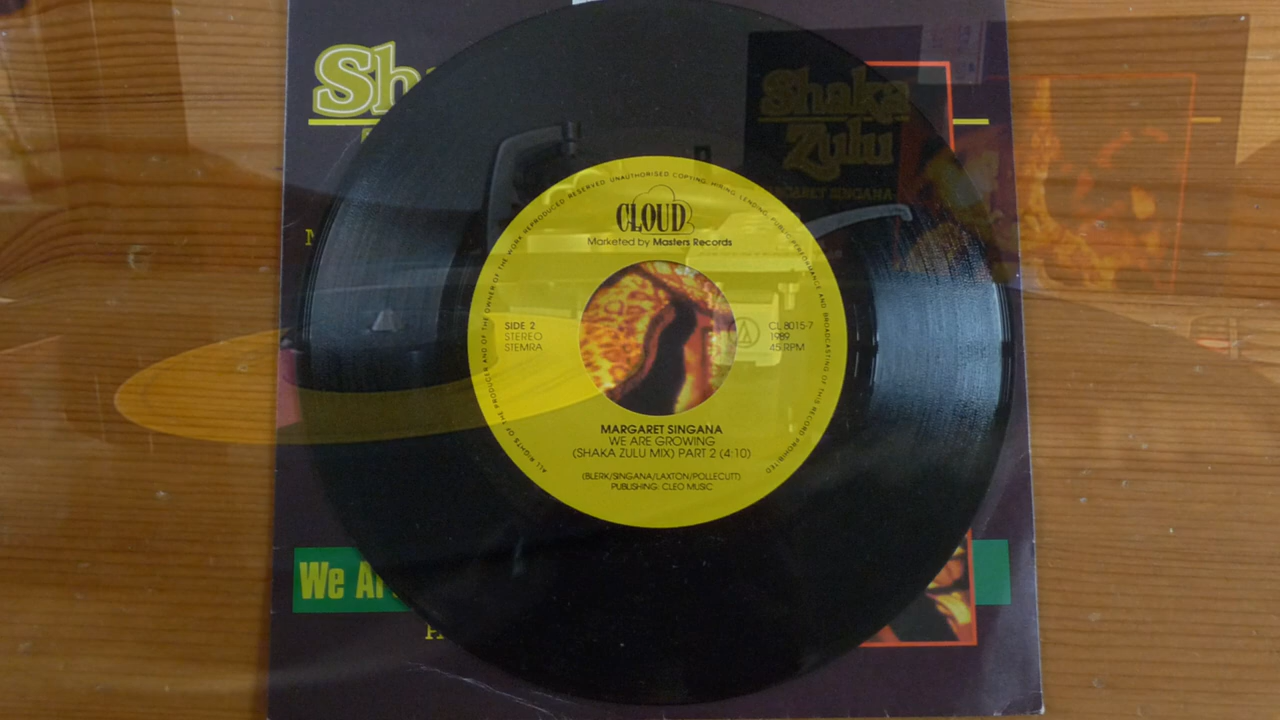 Sh
Shaka
Zulu
MARGARET SINGANA
ALL RIGHTS OF THE PRODUCER AND OF THE OWNER OF THE WORK REPRODUCED RESERVED. UNAUTHORISED COPYING, HIRING, LENDING, PUBLIC PERFORMANCE AND BROADCASTING OF THIS RECORD PROHIBITED
CLOUD
Marketed by Masters Records
SIDE 2
STEREO
STEMRA
CL 8015-7
1989
45 RPM
MARGARET SINGANA
WE ARE GROWING
(SHAKA ZULU MIX) PART 2 (4:10)
(BLERK/SINGANA/LAXTON/POLLECUTT)
PUBLISHING: CLEO MUSIC
We Ar